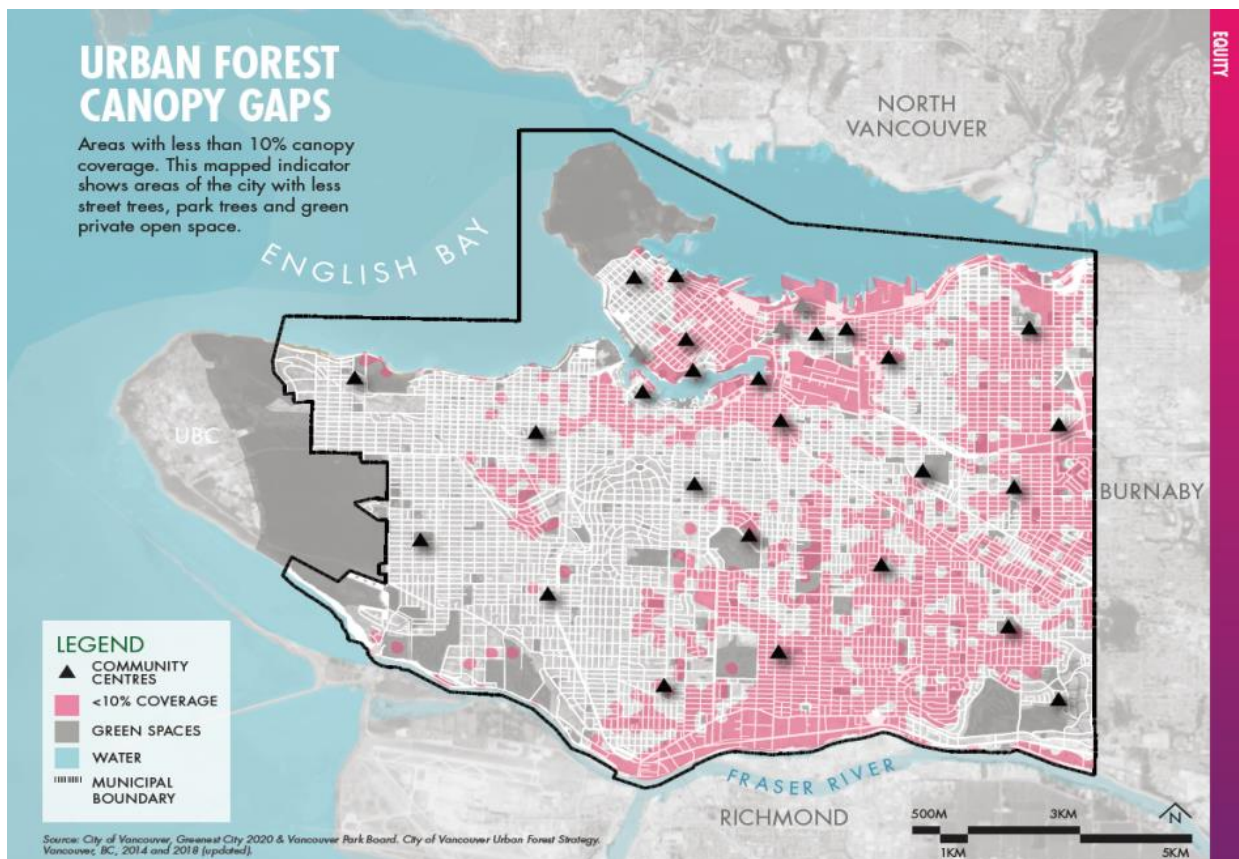 URBAN FOREST
CANOPY GAPS
Areas with less than 10% canopy
coverage. This mapped indicator
shows areas of the city with less
street trees, park trees and green
private open space.
EQUITY
NORTH
VANCOUVER
ENGLISH BAY
UBC
BURNABY
LEGEND
COMMUNITY
CENTRES
<10% COVERAGE
GREEN SPACES
WATER
MUNICIPAL
BOUNDARY
FRASER RIVER
RICHMOND
500M 3KM
1KM 5KM
N
Source: City of Vancouver, Greenest City 2020 & Vancouver Park Board. City of Vancouver Urban Forest Strategy.
Vancouver, BC, 2014 and 2018 (updated).